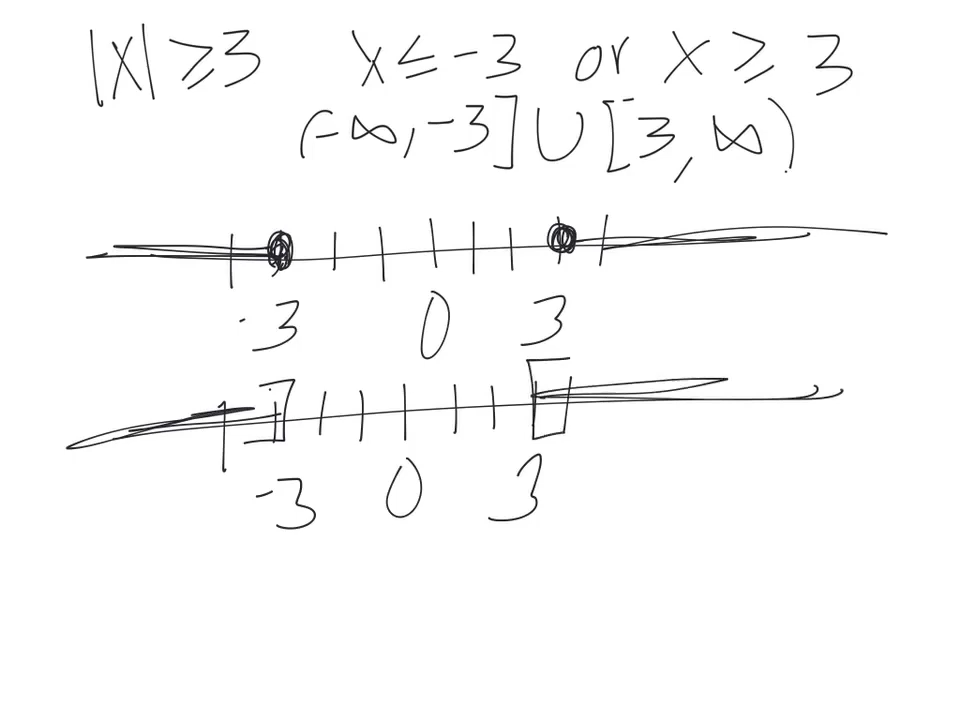 |x| ≥ 3 x ≤ -3 or x ≥ 3
(-∞, -3] ∪ [3, ∞)
-3 0 3
-3 0 3